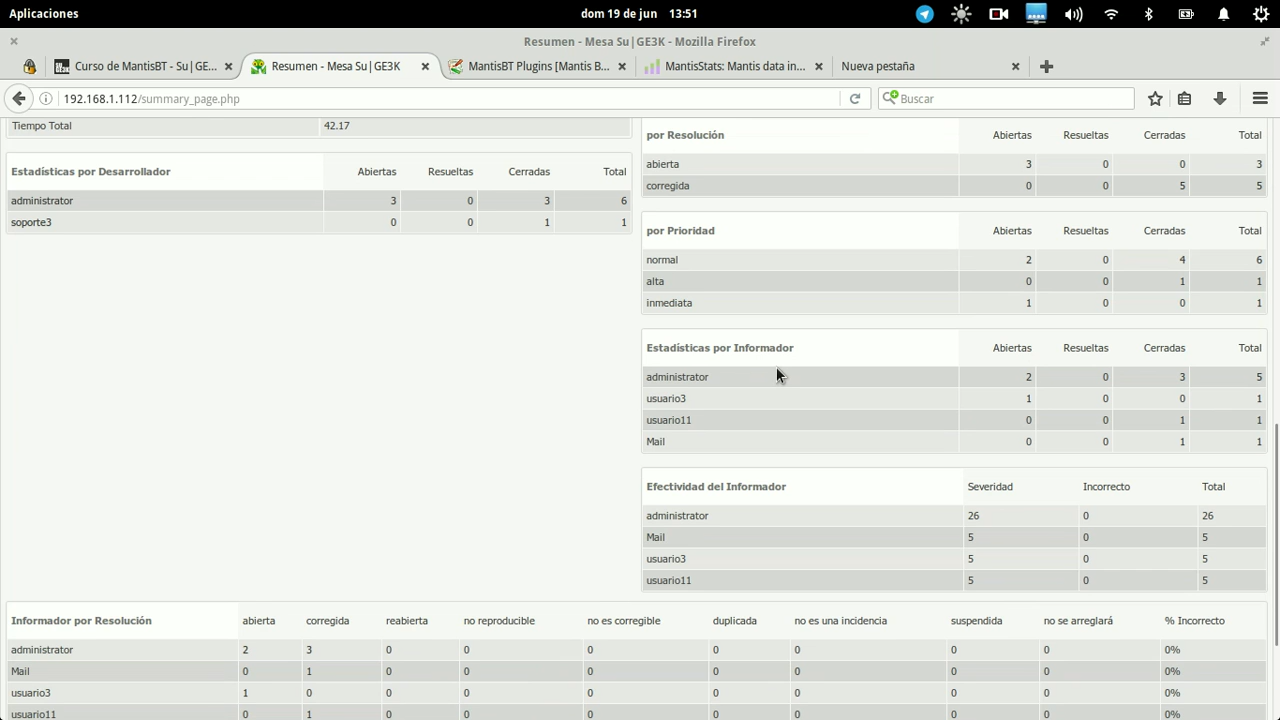 Aplicaciones dom 19 de jun 13:51
Resumen - Mesa Su|GE3K - Mozilla Firefox
Curso de MantisBT - Su|GE... Resumen - Mesa Su|GE3K MantisBT Plugins [Mantis B... MantisStats: Mantis data in... Nueva pestaña
192.168.1.112/summary_page.php Buscar
Tiempo Total 42.17
Estadísticas por Desarrollador Abiertas Resueltas Cerradas Total
administrator 3 0 3 6
soporte3 0 0 1 1
por Resolución Abiertas Resueltas Cerradas Total
abierta 3 0 0 3
corregida 0 0 5 5
por Prioridad Abiertas Resueltas Cerradas Total
normal 2 0 4 6
alta 0 0 1 1
inmediata 1 0 0 1
Estadísticas por Informador Abiertas Resueltas Cerradas Total
administrator 2 0 3 5
usuario3 1 0 0 1
usuario11 0 0 1 1
Mail 0 0 1 1
Efectividad del Informador Severidad Incorrecto Total
administrator 26 0 26
Mail 5 0 5
usuario3 5 0 5
usuario11 5 0 5
Informador por Resolución abierta corregida reabierta no reproducible no es corregible duplicada no es una incidencia suspendida no se arreglará % Incorrecto
administrator 2 3 0 0 0 0 0 0 0 0%
Mail 0 1 0 0 0 0 0 0 0 0%
usuario3 1 0 0 0 0 0 0 0 0 0%
usuario11 0 1 0 0 0 0 0 0 0 0%